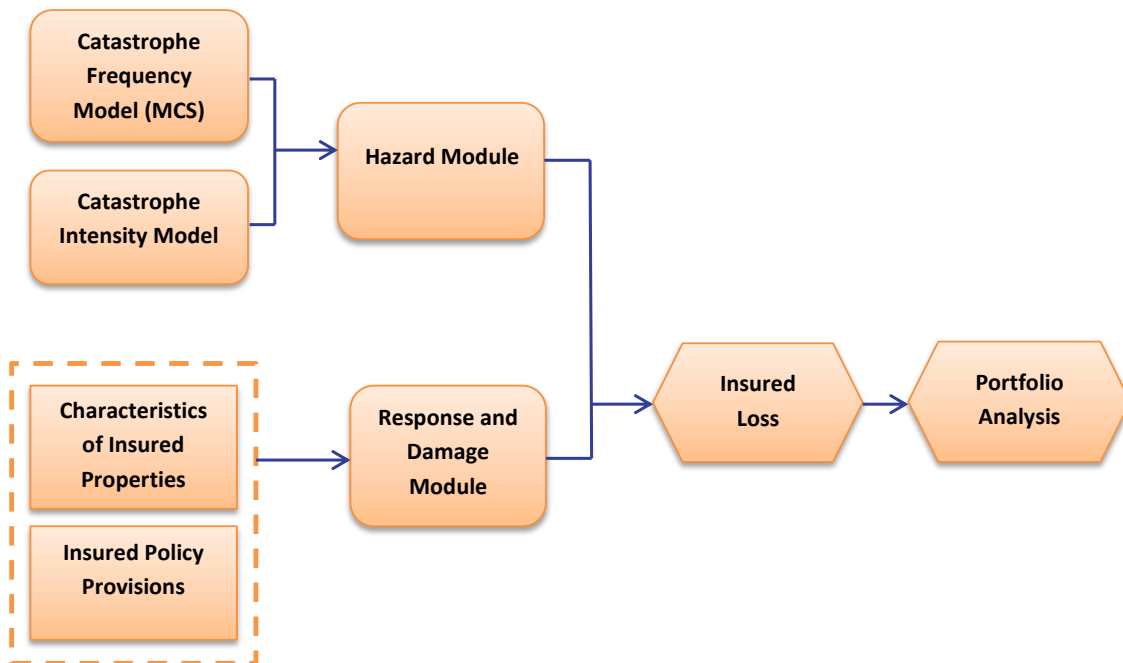 Catastrophe
Frequency
Model (MCS)
Catastrophe
Intensity Model
Hazard Module
Characteristics
of Insured
Properties
Insured Policy
Provisions
Response and
Damage
Module
Insured
Loss
Portfolio
Analysis